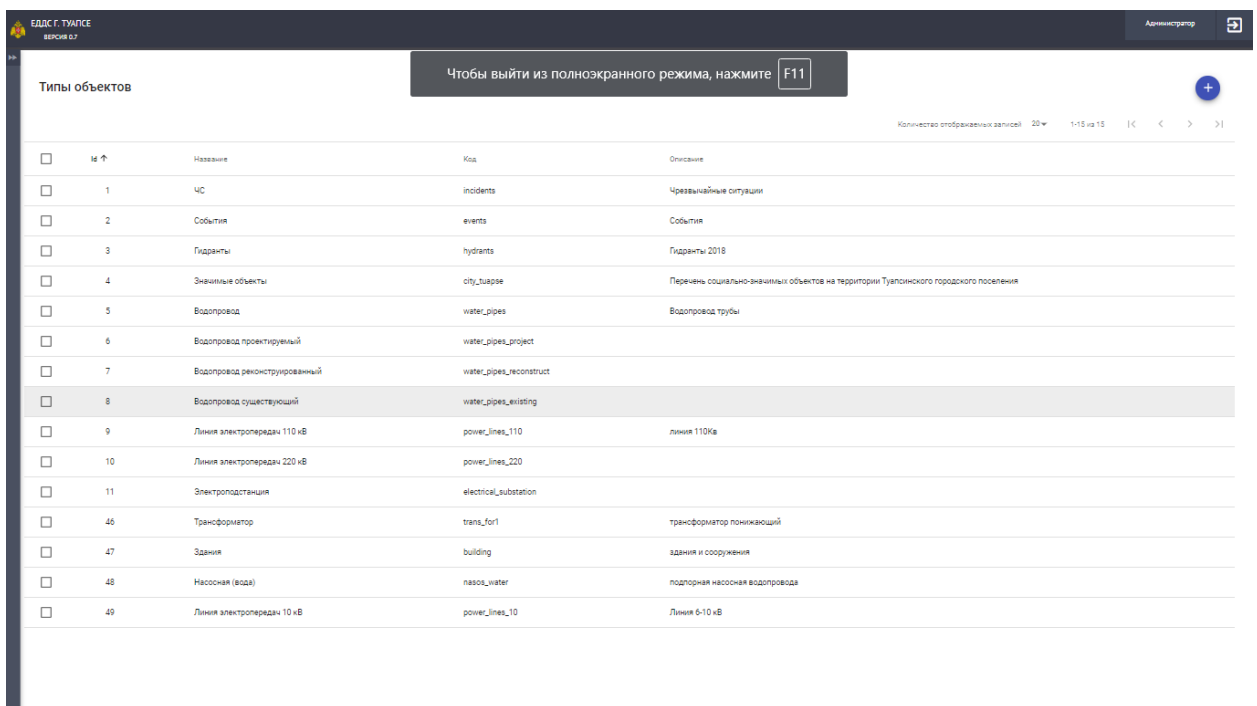 ЕДДС Г. ТУАПСЕ
ВЕРСИЯ 0.7
Администратор
Чтобы выйти из полноэкранного режима, нажмите F11
Типы объектов
Количество отображаемых записей 20 1-15 из 15
Id Название Код Описание
1 ЧС incidents Чрезвычайные ситуации
2 События events События
3 Гидранты hydrants Гидранты 2018
4 Значимые объекты city_tuapse Перечень социально-значимых объектов на территории Туапсинского городского поселения
5 Водопровод water_pipes Водопровод трубы
6 Водопровод проектируемый water_pipes_project
7 Водопровод реконструированный water_pipes_reconstruct
8 Водопровод существующий water_pipes_existing
9 Линия электропередач 110 кВ power_lines_110 линия 110Кв
10 Линия электропередач 220 кВ power_lines_220
11 Электроподстанция electrical_substation
46 Трансформатор trans_for1 трансформатор понижающий
47 Здания building здания и сооружения
48 Насосная (вода) nasos_water подпорная насосная водопровода
49 Линия электропередач 10 кВ power_lines_10 Линия 6-10 кВ